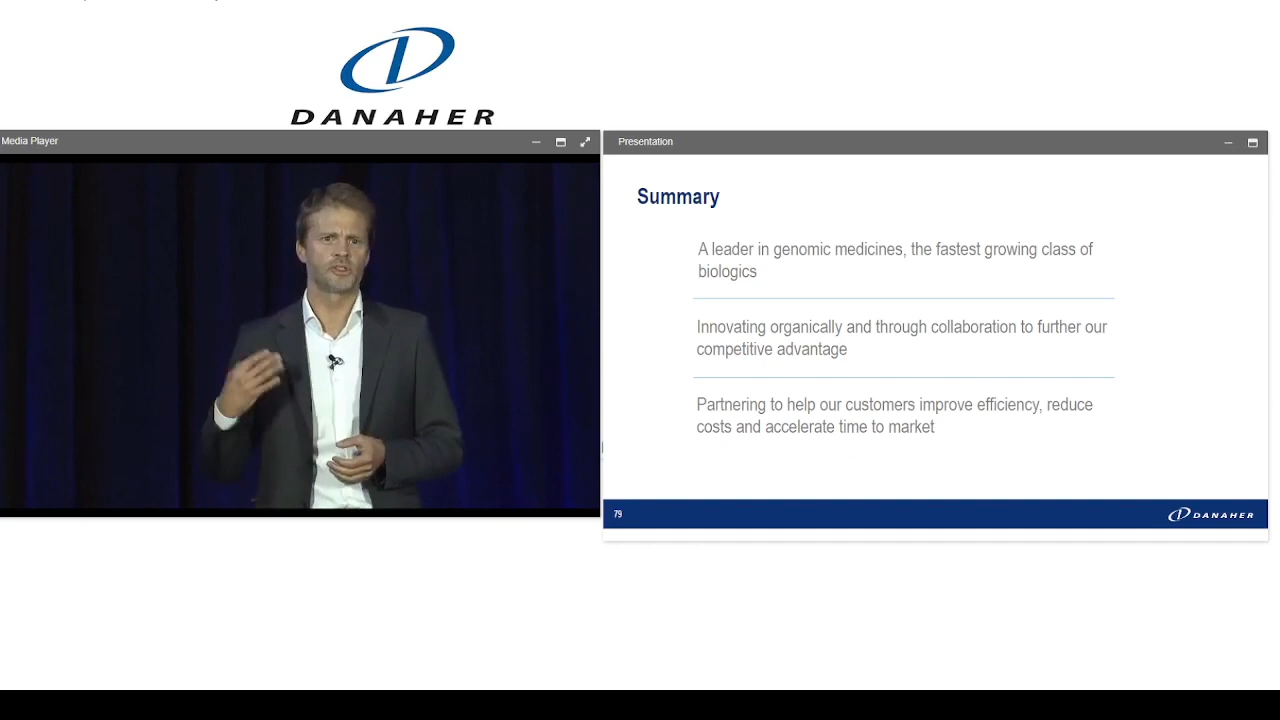 DANAHER
Media Player
Presentation
Summary
A leader in genomic medicines, the fastest growing class of
biologics
Innovating organically and through collaboration to further our
competitive advantage
Partnering to help our customers improve efficiency, reduce
costs and accelerate time to market
79
DANAHER